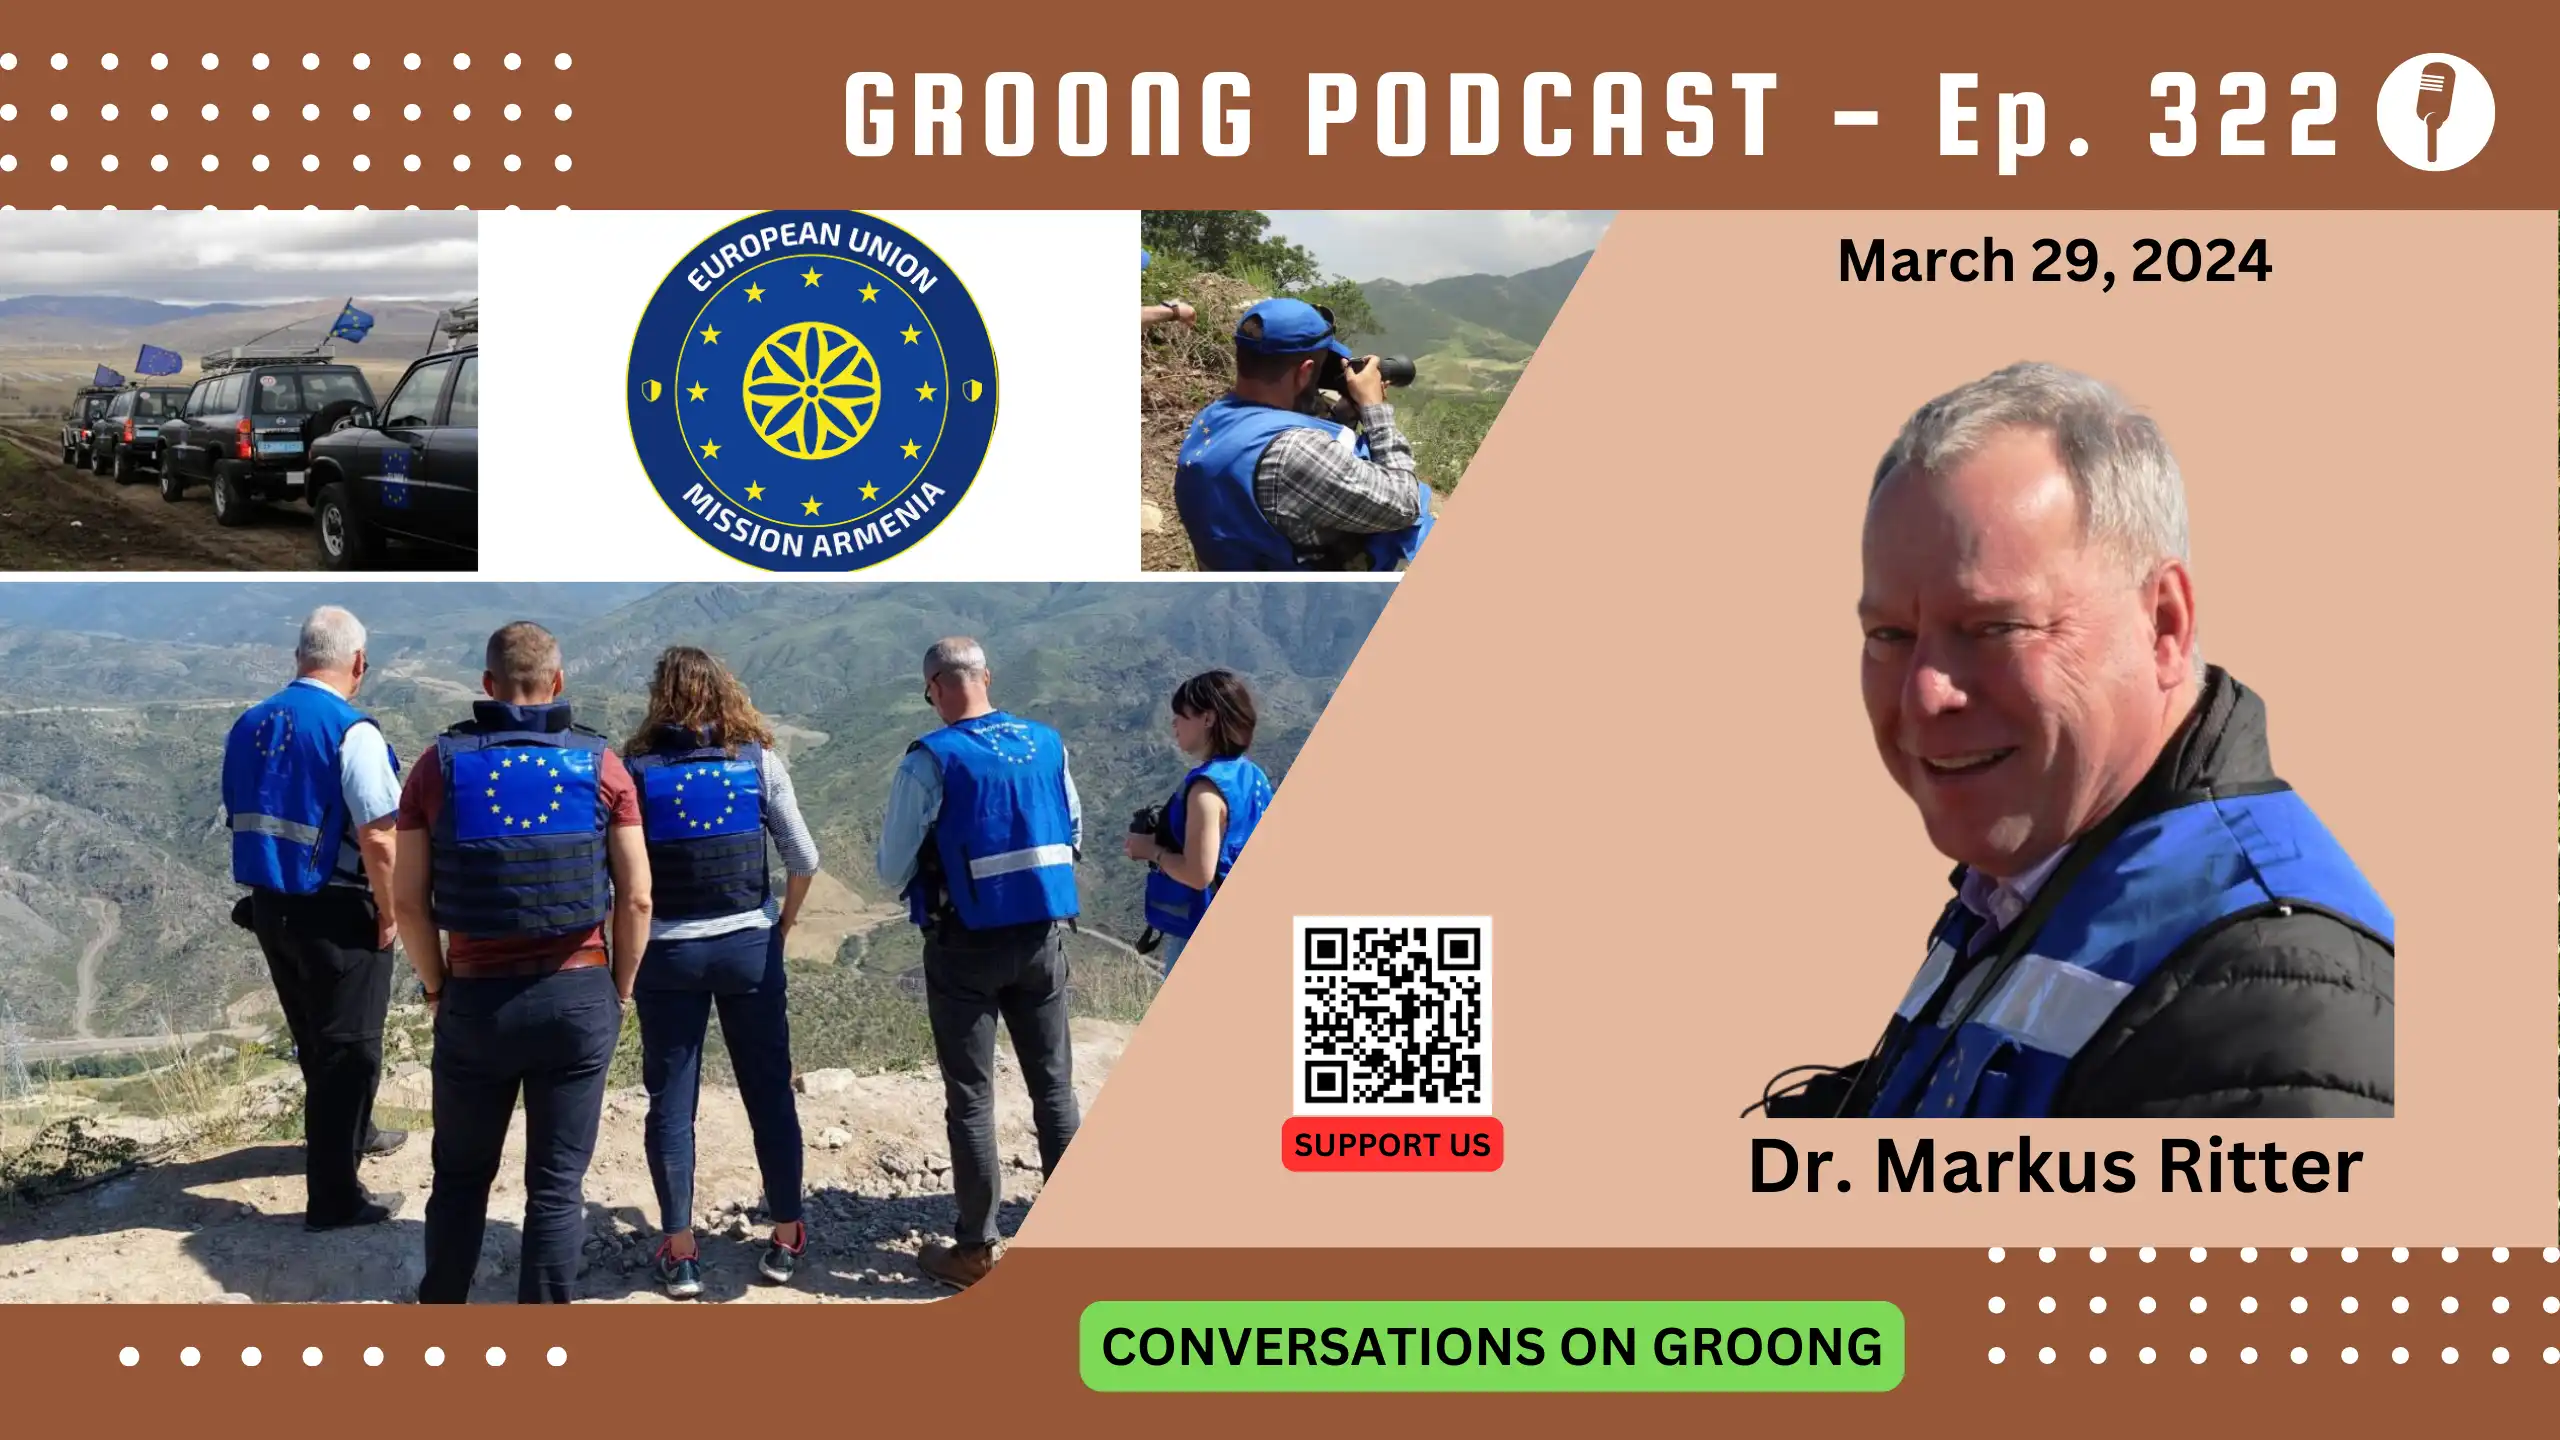 GROONG PODCAST - Ep. 322
March 29, 2024
EUROPEAN UNION
MISSION ARMENIA
SUPPORT US
Dr. Markus Ritter
CONVERSATIONS ON GROONG